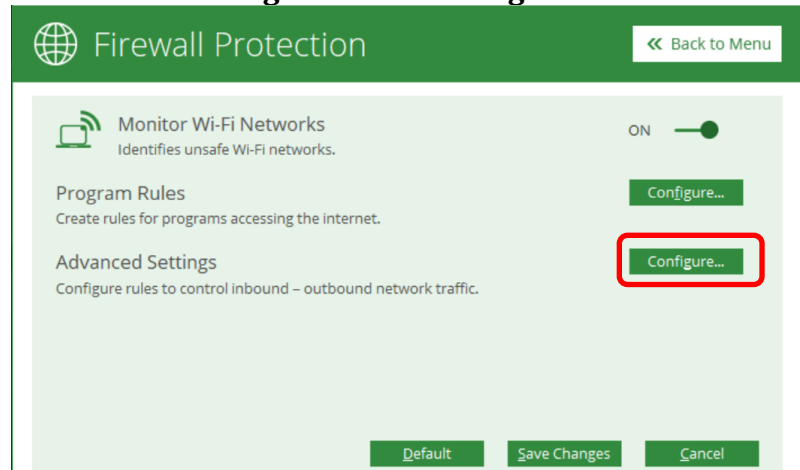 Firewall Protection
« Back to Menu
Monitor Wi-Fi Networks
ON
Identifies unsafe Wi-Fi networks.
Program Rules
Configure...
Create rules for programs accessing the internet.
Advanced Settings
Configure...
Configure rules to control inbound – outbound network traffic.
Default
Save Changes
Cancel